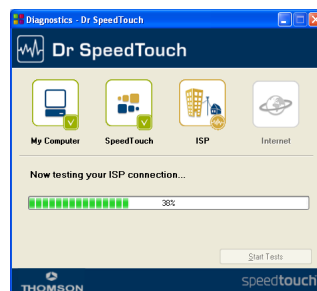 Diagnostics - Dr SpeedTouch
Dr SpeedTouch
My Computer SpeedTouch ISP Internet
Now testing your ISP connection...
38%
Start Tests
THOMSON speedtouch